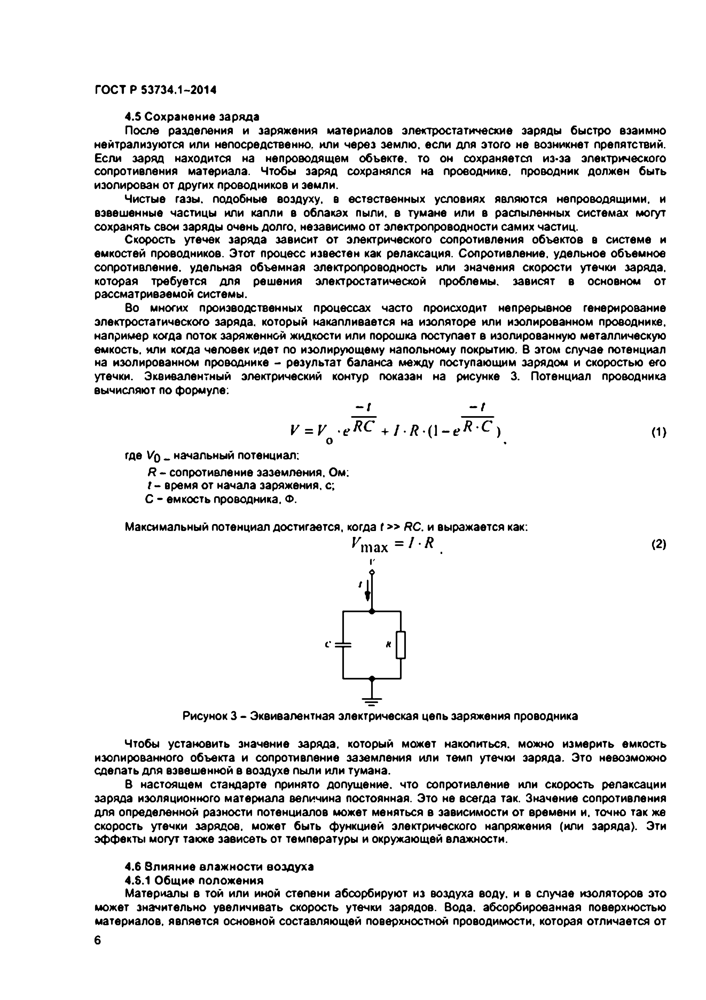 ГОСТ Р 53734.1–2014
4.5 Сохранение заряда
После разделения и заряжения материалов электростатические заряды быстро взаимно
нейтрализуются или непосредственно, или через землю, если для этого не возникнет препятствий.
Если заряд находится на непроводящем объекте, то он сохраняется из-за электрического
сопротивления материала. Чтобы заряд сохранялся на проводнике, проводник должен быть
изолирован от других проводников и земли.
Чистые газы, подобные воздуху, в естественных условиях являются непроводящими, и
взвешенные частицы или капли в облаках пыли, в тумане или в распыленных системах могут
сохранять свои заряды очень долго, независимо от электропроводности самих частиц.
Скорость утечек заряда зависит от электрического сопротивления объектов в системе и
емкостей проводников. Этот процесс известен как релаксация. Сопротивление, удельное объемное
сопротивление, удельная объемная электропроводность или значения скорости утечки заряда,
которая требуется для решения электростатической проблемы, зависят в основном от
рассматриваемой системы.
Во многих производственных процессах часто происходит непрерывное генерирование
электростатического заряда, который накапливается на изоляторе или изолированном проводнике,
например когда поток заряженной жидкости или порошка поступает в изолированную металлическую
емкость, или когда человек идет по изолирующему напольному покрытию. В этом случае потенциал
на изолированном проводнике – результат баланса между поступающим зарядом и скоростью его
утечки. Эквивалентный электрический контур показан на рисунке 3. Потенциал проводника
вычисляют по формуле:
V = V₀ · e^(−t/RC) + I · R · (1 − e^(−t/(R·C))). (1)
где V0 – начальный потенциал;
R – сопротивление заземления, Ом;
t – время от начала заряжения, с;
C – емкость проводника, Ф.
Максимальный потенциал достигается, когда t >> RC, и выражается как:
Vmax = I · R . (2)
V
I
C R
Рисунок 3 – Эквивалентная электрическая цепь заряжения проводника
Чтобы установить значение заряда, который может накопиться, можно измерить емкость
изолированного объекта и сопротивление заземления или темп утечки заряда. Это невозможно
сделать для взвешенной в воздухе пыли или тумана.
В настоящем стандарте принято допущение, что сопротивление или скорость релаксации
заряда изоляционного материала величина постоянная. Это не всегда так. Значение сопротивления
для определенной разности потенциалов может меняться в зависимости от времени и, точно так же
скорость утечки зарядов, может быть функцией электрического напряжения (или заряда). Эти
эффекты могут также зависеть от температуры и окружающей влажности.
4.6 Влияние влажности воздуха
4.6.1 Общие положения
Материалы в той или иной степени абсорбируют из воздуха воду, и в случае изоляторов это
может значительно увеличивать скорость утечки зарядов. Вода, абсорбированная поверхностью
материалов, является основной составляющей поверхностной проводимости, которая отличается от
6